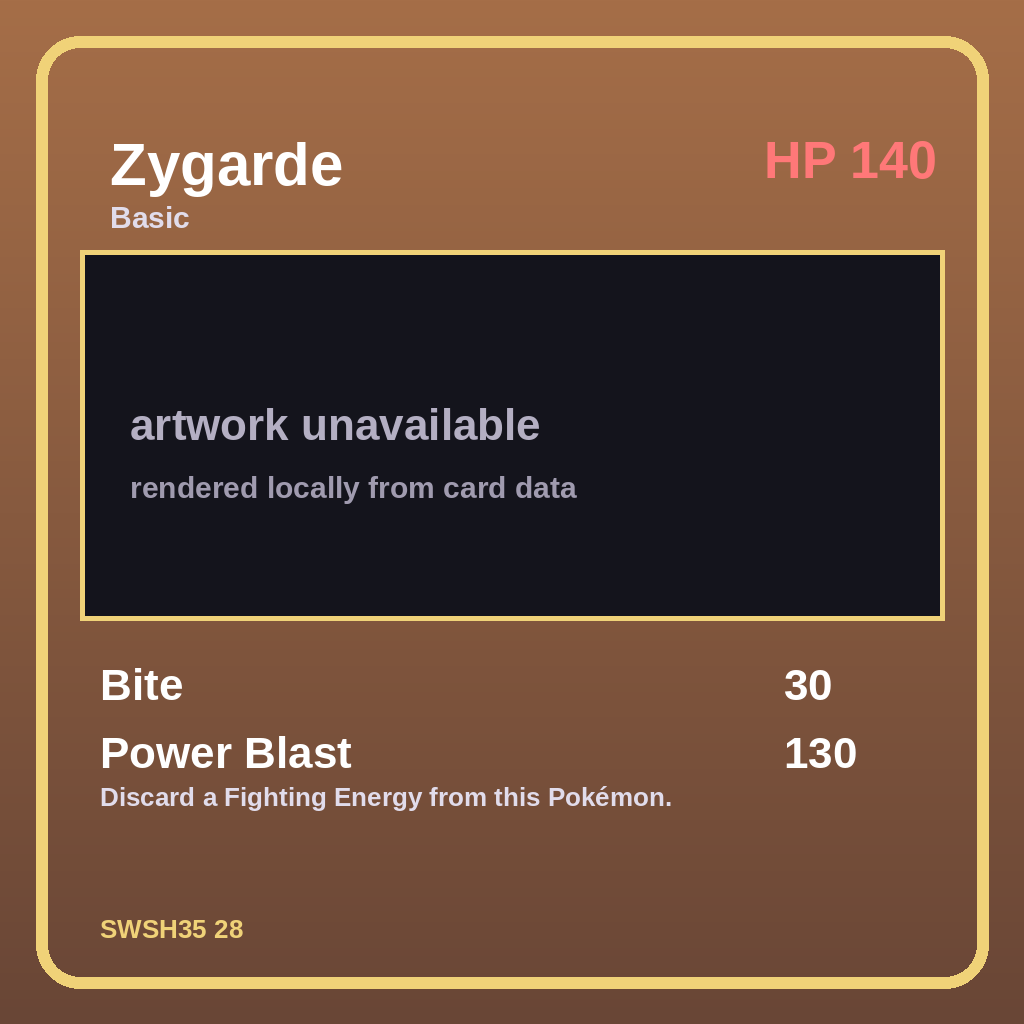 Zygarde
HP 140
Basic
artwork unavailable
rendered locally from card data
Bite 30
Power Blast 130
Discard a Fighting Energy from this Pokémon.
SWSH35 28